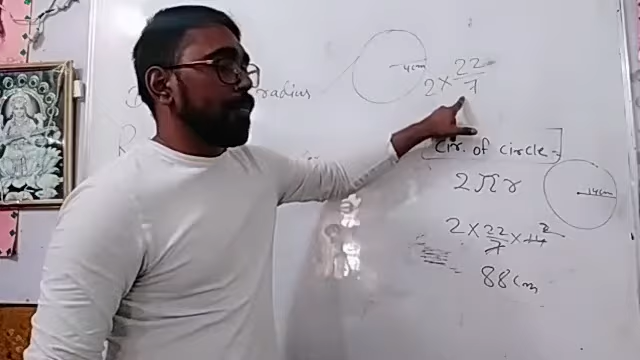 radius
4cm
2 × 22/7
Cir. of circle =
2πr
14cm
2 × 22/7 × 14 2
88cm